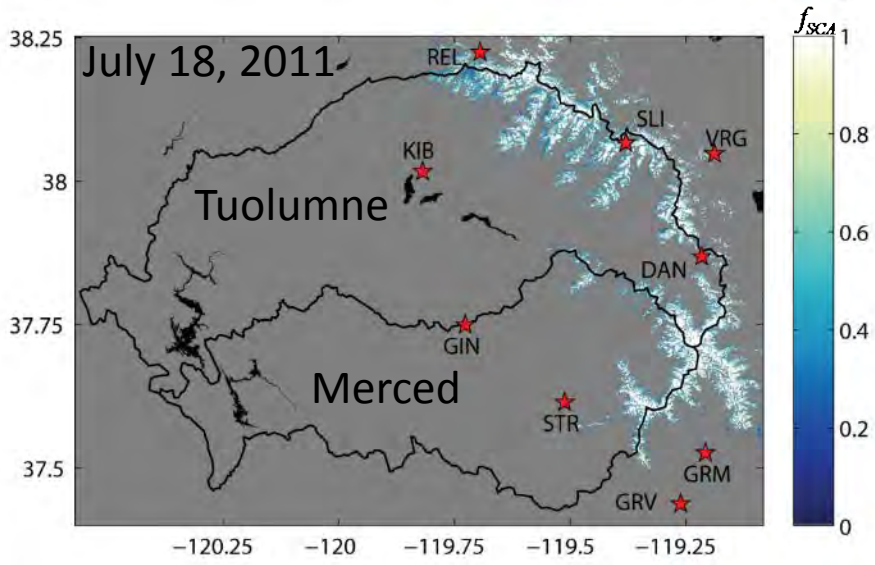 July 18, 2011
f_SCA
38.25
38
37.75
37.5
REL
SLI
VRG
KIB
Tuolumne
DAN
GIN
Merced
STR
GRM
GRV
−120.25 −120 −119.75 −119.5 −119.25
1
0.8
0.6
0.4
0.2
0